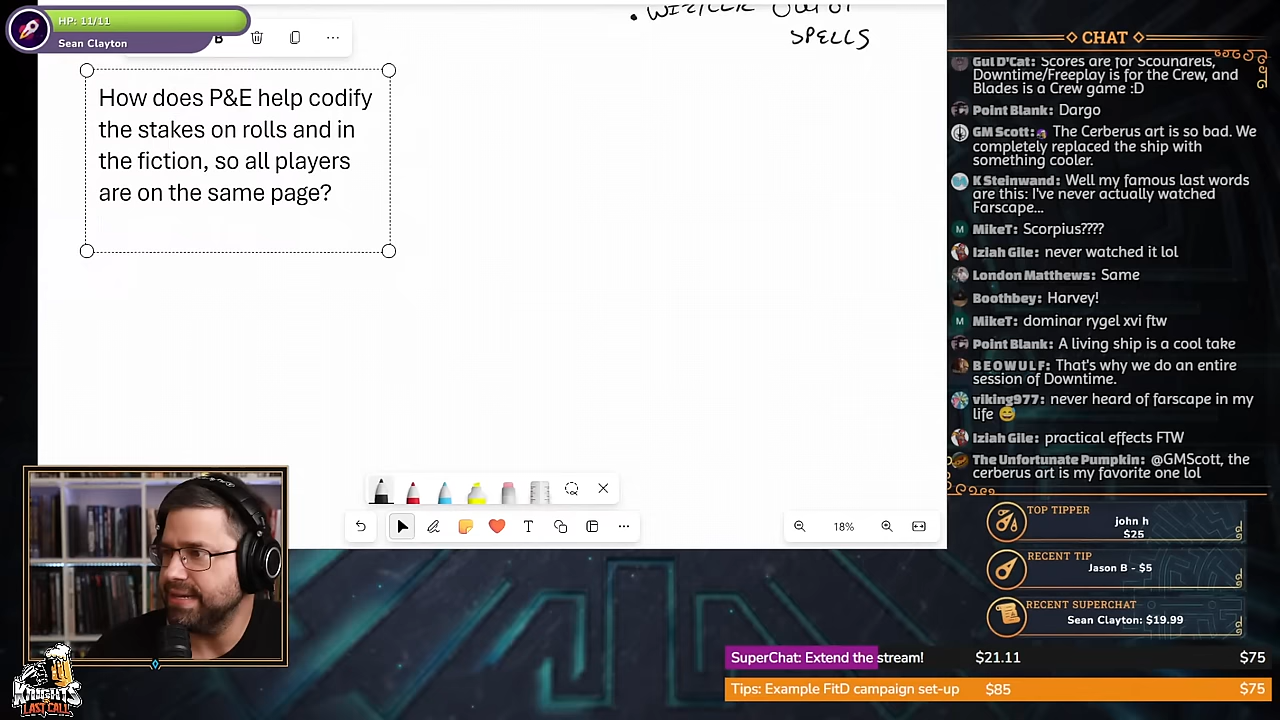 HP: 11/11
Sean Clayton
B
SPELLS
How does P&E help codify
the stakes on rolls and in
the fiction, so all players
are on the same page?
T
18%
CHAT
Gul D'Cat: Scores are for Scoundrels,
Downtime/Freeplay is for the Crew, and
Blades is a Crew game :D
Point Blank: Dargo
GM Scott: The Cerberus art is so bad. We
completely replaced the ship with
something cooler.
K Steinwand: Well my famous last words
are this: I've never actually watched
Farscape...
M MikeT: Scorpius????
Iziah Gile: never watched it lol
London Matthews: Same
Boothbey: Harvey!
M MikeT: dominar rygel xvi ftw
Point Blank: A living ship is a cool take
B E O W U L F: That's why we do an entire
session of Downtime.
viking977: never heard of farscape in my
life 😅
Iziah Gile: practical effects FTW
The Unfortunate Pumpkin: @GMScott, the
cerberus art is my favorite one lol
TOP TIPPER
john h
$25
RECENT TIP
Jason B - $5
RECENT SUPERCHAT
Sean Clayton: $19.99
SuperChat: Extend the stream! $21.11 $75
Tips: Example FitD campaign set-up $85 $75
KNIGHTS
LAST CALL